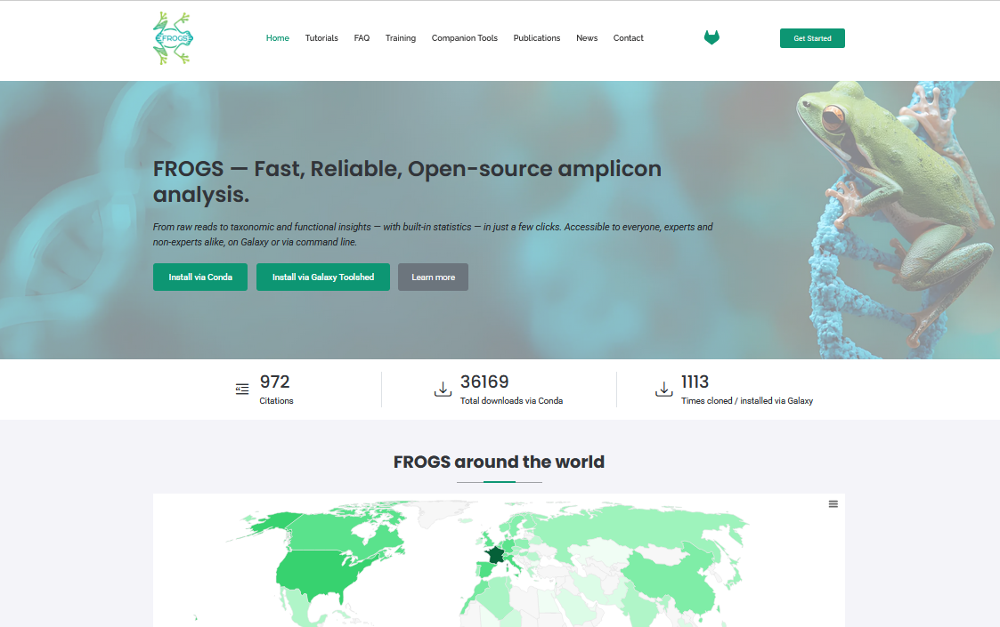 FROGS
Home Tutorials FAQ Training Companion Tools Publications News Contact
Get Started
FROGS — Fast, Reliable, Open-source amplicon
analysis.
From raw reads to taxonomic and functional insights — with built-in statistics — in just a few clicks. Accessible to everyone, experts and
non-experts alike, on Galaxy or via command line.
Install via Conda Install via Galaxy Toolshed Learn more
972
Citations
36169
Total downloads via Conda
1113
Times cloned / installed via Galaxy
FROGS around the world